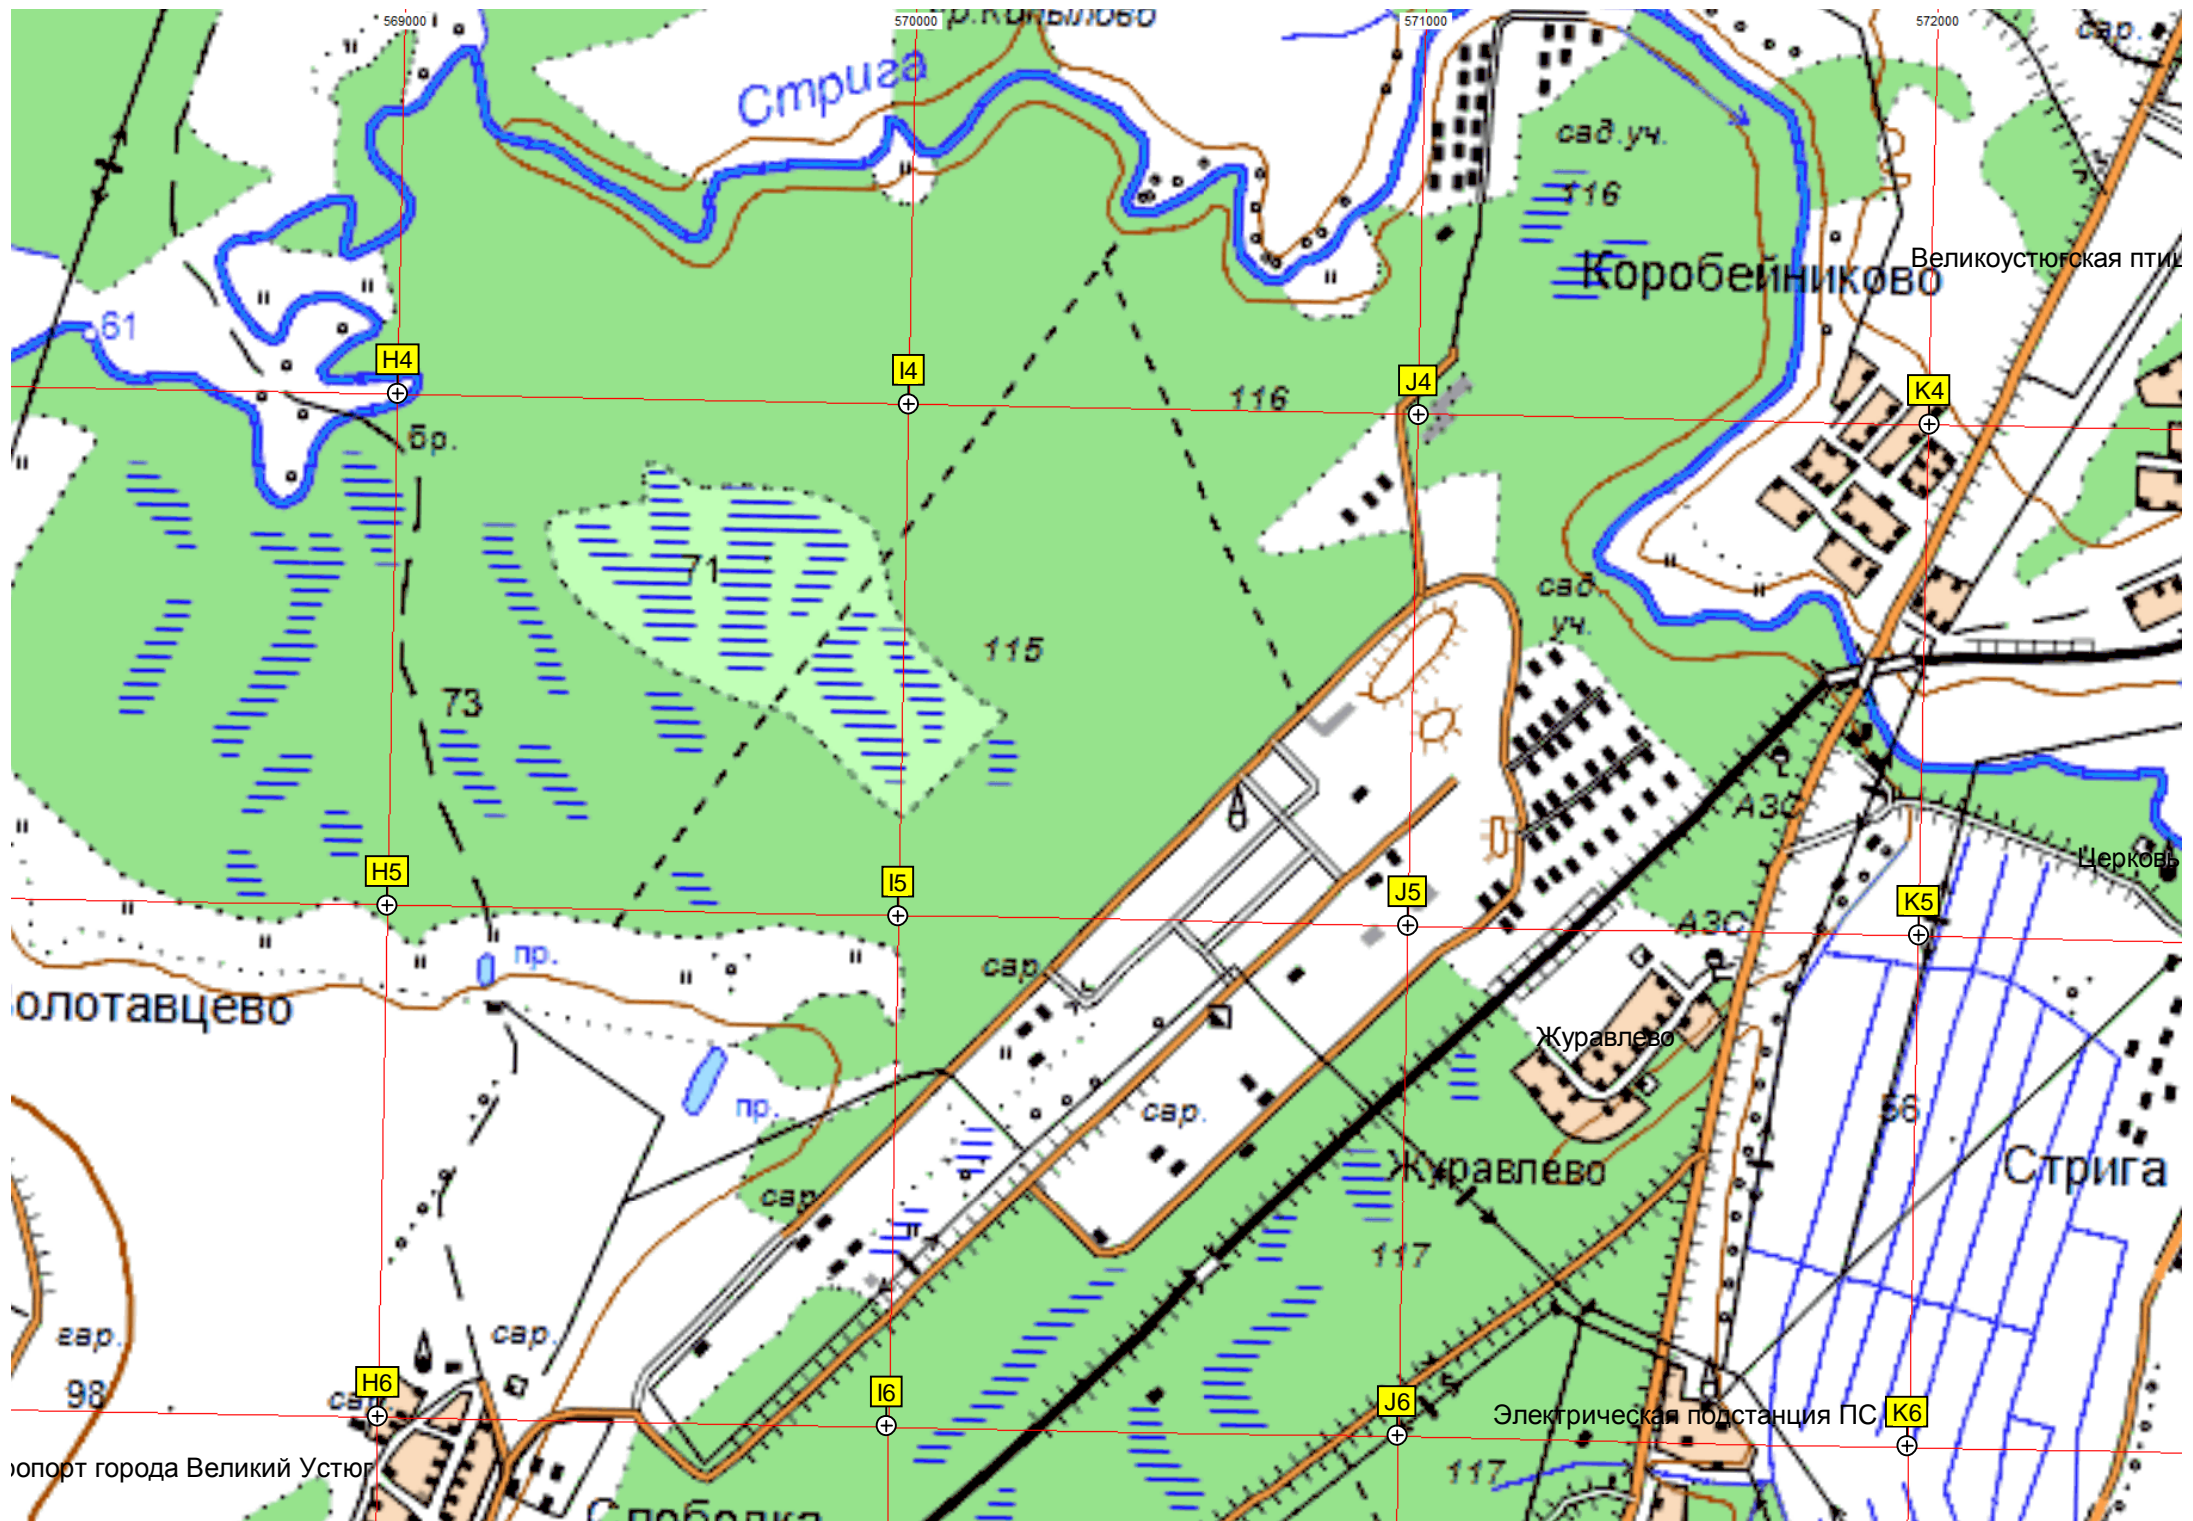 569000
570000
571000
572000
сар.
Стрига
сад.уч.
116
Коробейниково
Великоустюгская птиц
61
H4
I4
J4
K4
116
бр.
71
сад.
уч.
115
73
АЗС
Церковь
H5
I5
J5
K5
АЗС
пр.
сар.
олотавцево
Журавлево
пр.
сар.
56
Журавлево
Стрига
сар.
117
гар.
сар.
98
H6
I6
J6
K6
Электрическая подстанция ПС
ропорт города Великий Устюг
117